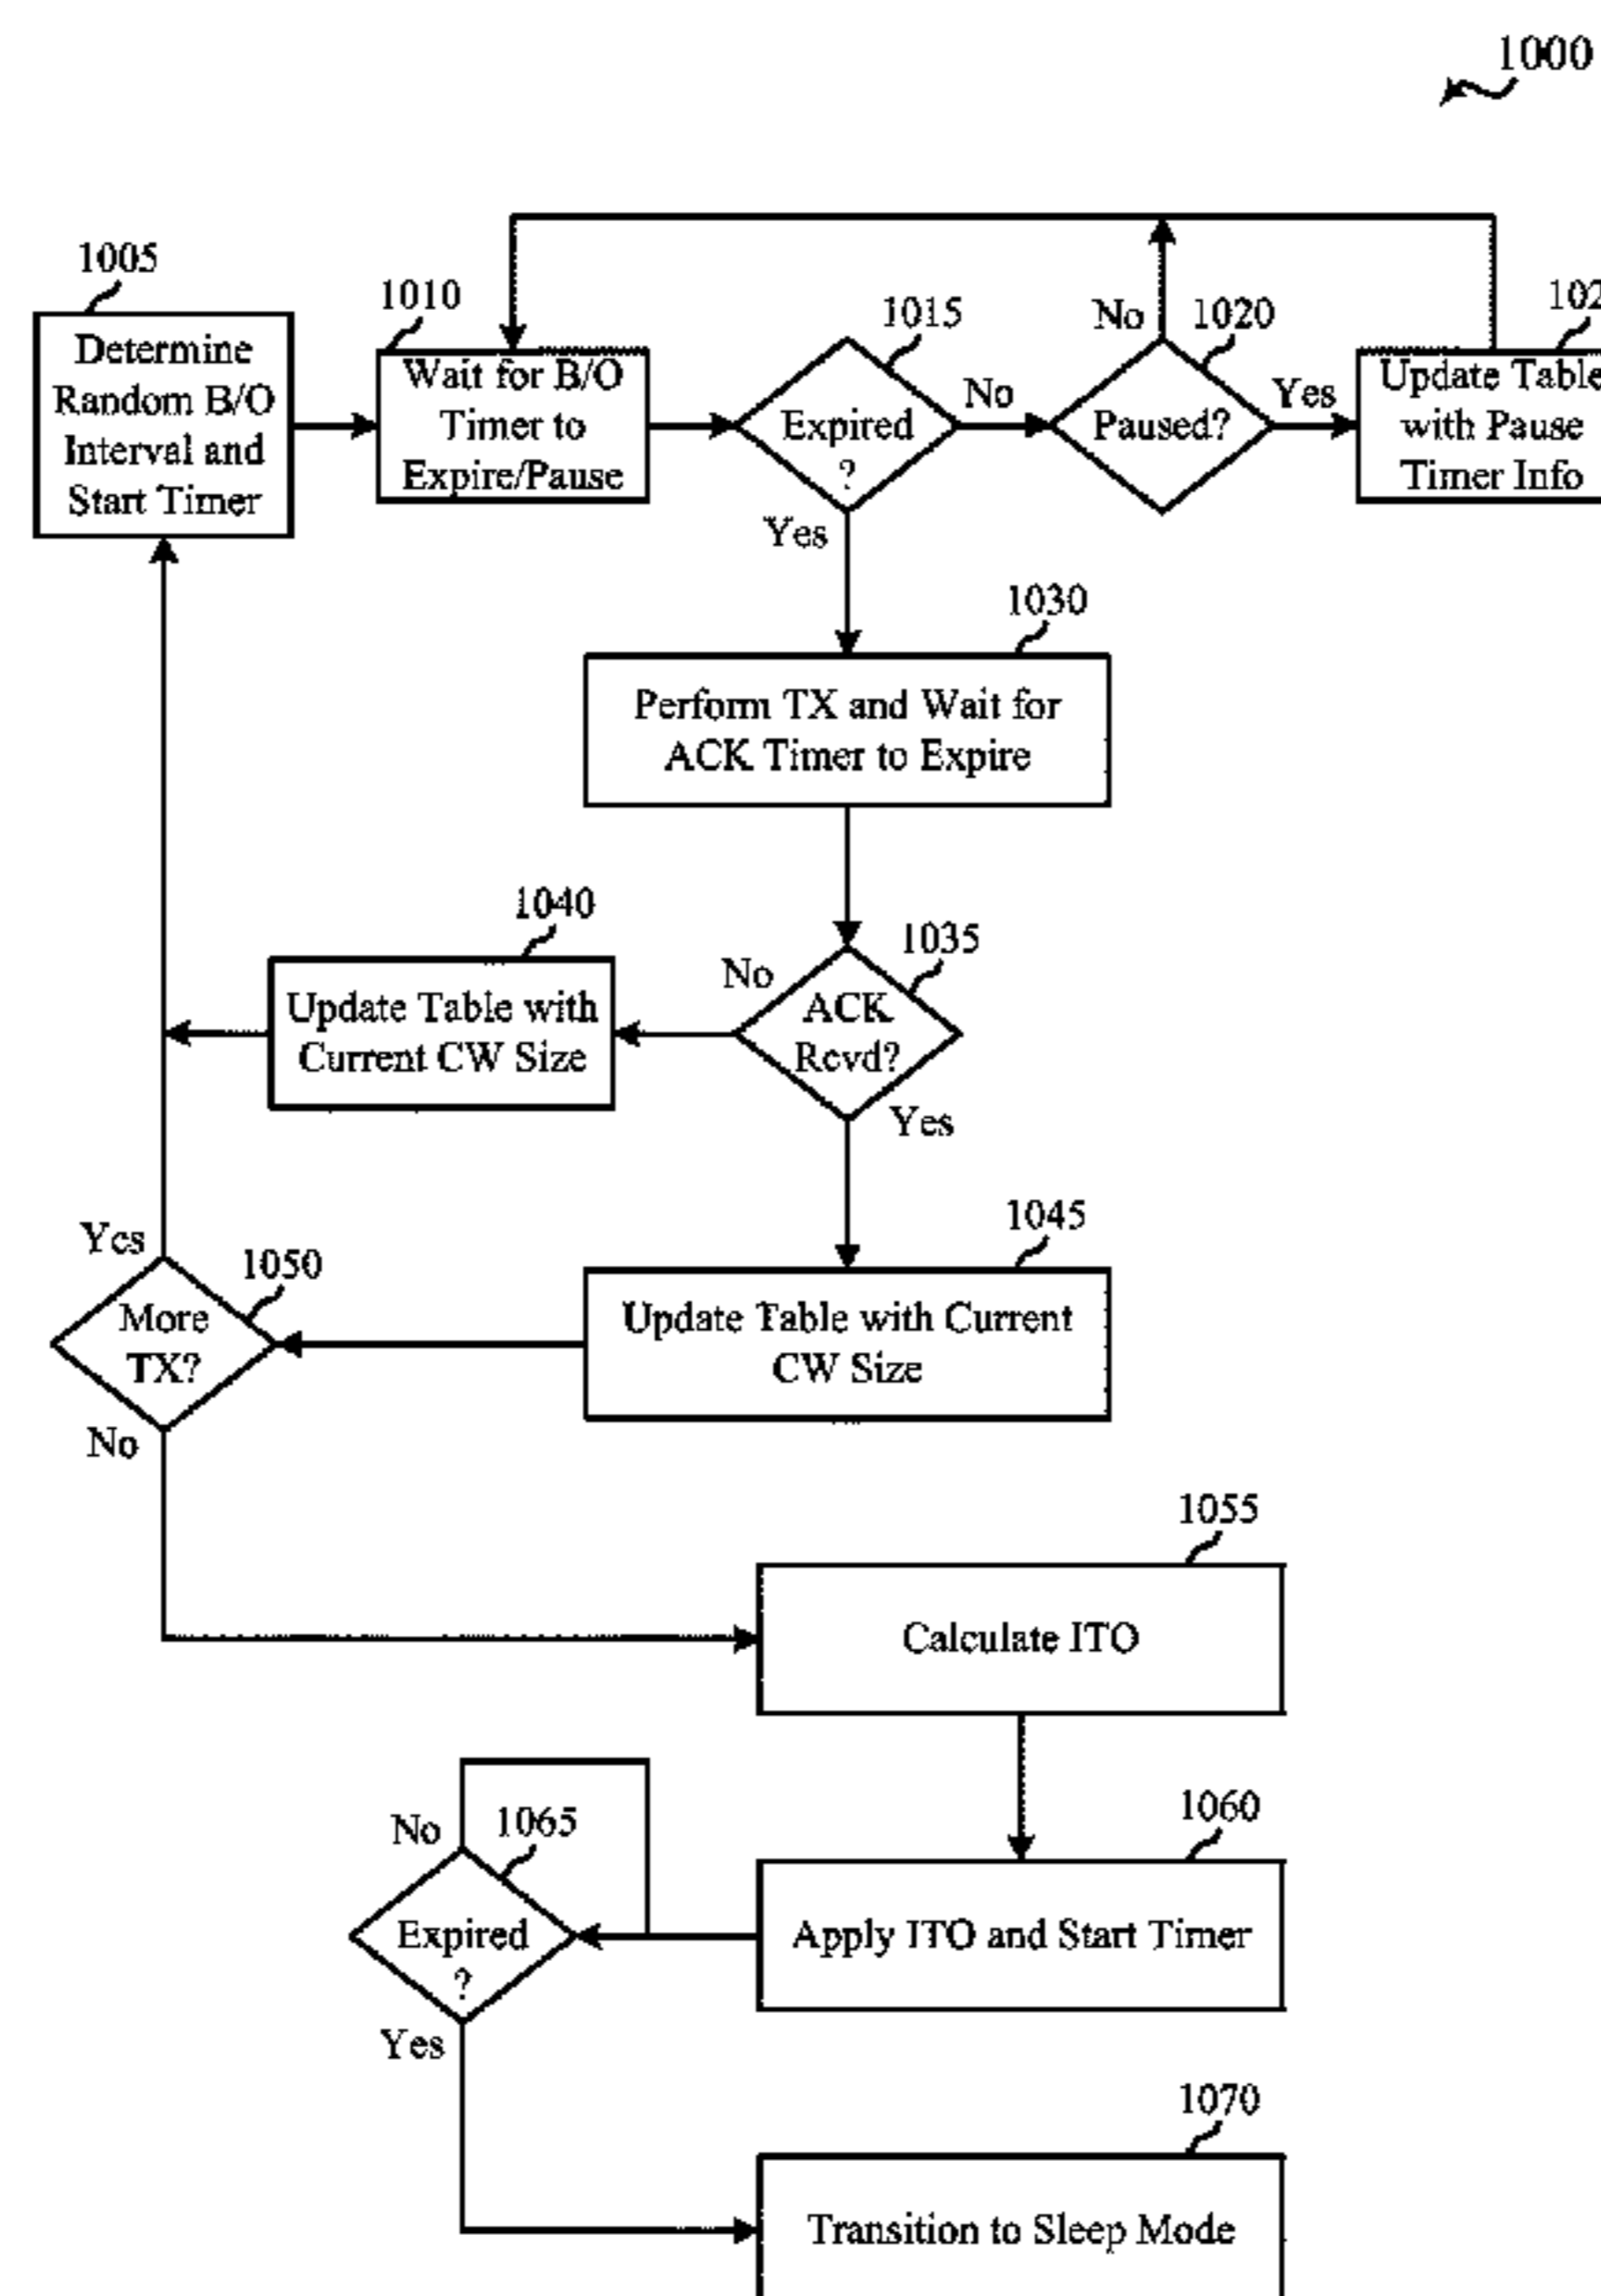 1000
1005
Determine
Random B/O
Interval and
Start Timer
1010
Wait for B/O
Timer to
Expire/Pause
1015
Expired
?
No
Yes
1020
Paused?
No
Yes
Update Table
with Pause
Timer Info
1030
Perform TX and Wait for
ACK Timer to Expire
1035
ACK
Rcvd?
No
Yes
1040
Update Table with
Current CW Size
1045
Update Table with Current
CW Size
1050
More
TX?
Yes
No
1055
Calculate ITO
1060
Apply ITO and Start Timer
1065
Expired
?
No
Yes
1070
Transition to Sleep Mode